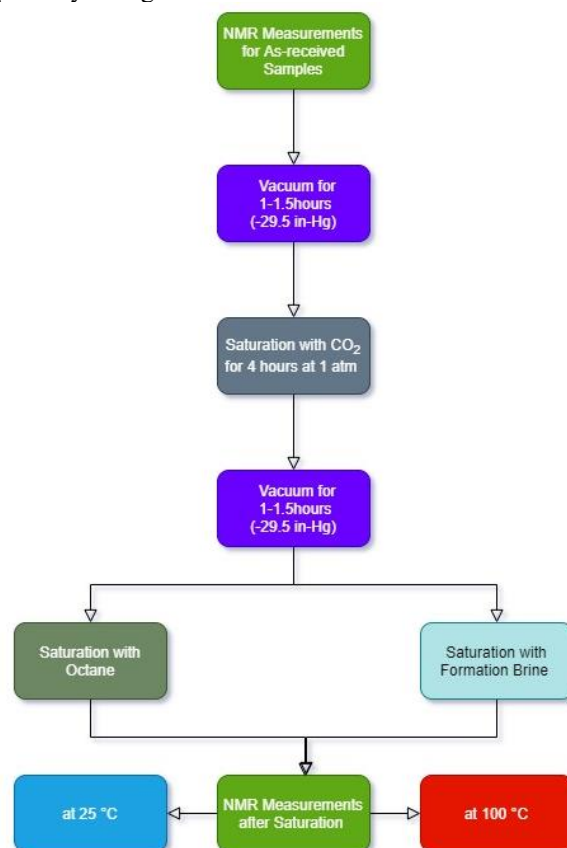 NMR Measurements
for As-received
Samples
Vacuum for
1-1.5hours
(-29.5 in-Hg)
Saturation with CO₂
for 4 hours at 1 atm
Vacuum for
1-1.5hours
(-29.5 in-Hg)
Saturation with
Octane
Saturation with
Formation Brine
at 25 °C
NMR Measurements
after Saturation
at 100 °C